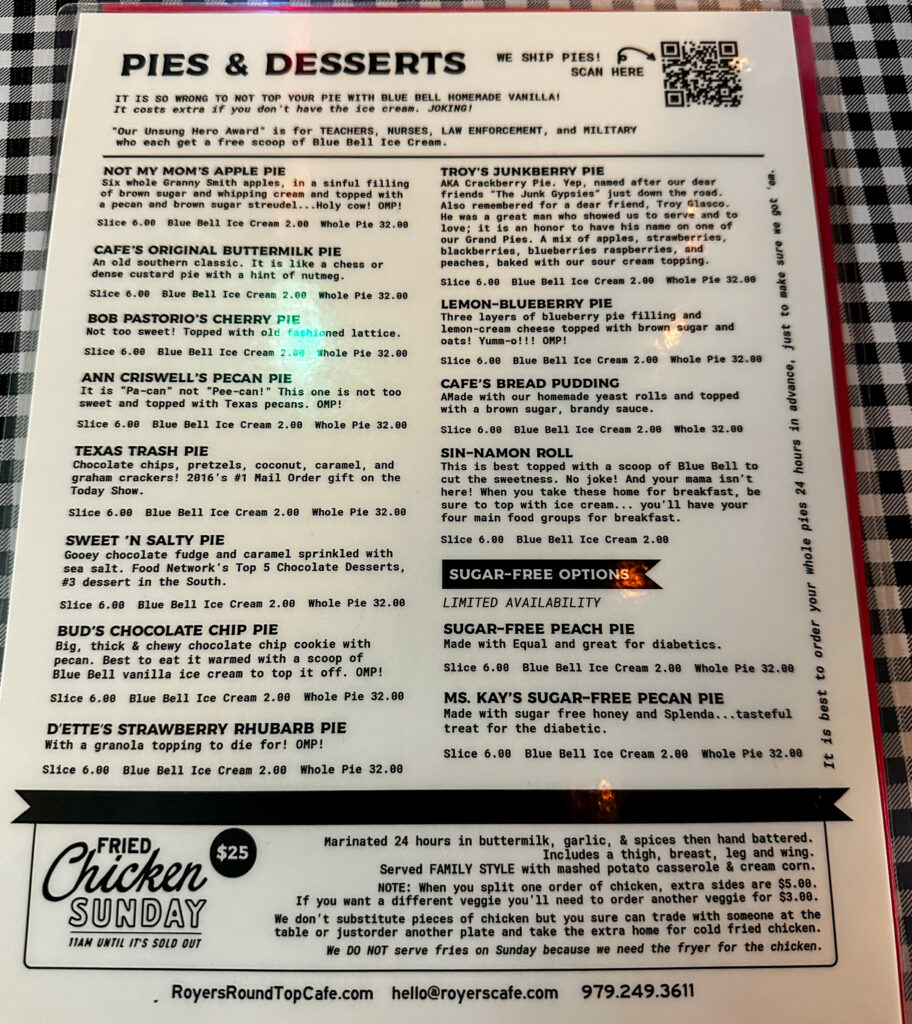 PIES & DESSERTS
WE SHIP PIES!
SCAN HERE
IT IS SO WRONG TO NOT TOP YOUR PIE WITH BLUE BELL HOMEMADE VANILLA!
It costs extra if you don't have the ice cream. JOKING!
"Our Unsung Hero Award" is for TEACHERS, NURSES, LAW ENFORCEMENT, and MILITARY
who each get a free scoop of Blue Bell Ice Cream.
NOT MY MOM'S APPLE PIE
Six whole Granny Smith apples, in a sinful filling
of brown sugar and whipping cream and topped with
a pecan and brown sugar streudel...Holy cow! OMP!
Slice 6.00 Blue Bell Ice Cream 2.00 Whole Pie 32.00
CAFE'S ORIGINAL BUTTERMILK PIE
An old southern classic. It is like a chess or
dense custard pie with a hint of nutmeg.
Slice 6.00 Blue Bell Ice Cream 2.00 Whole Pie 32.00
BOB PASTORIO'S CHERRY PIE
Not too sweet! Topped with old fashioned lattice.
Slice 6.00 Blue Bell Ice Cream 2.00 Whole Pie 32.00
ANN CRISWELL'S PECAN PIE
It is "Pa-can" not "Pee-can!" This one is not too
sweet and topped with Texas pecans. OMP!
Slice 6.00 Blue Bell Ice Cream 2.00 Whole Pie 32.00
TEXAS TRASH PIE
Chocolate chips, pretzels, coconut, caramel, and
graham crackers! 2016's #1 Mail Order gift on the
Today Show.
Slice 6.00 Blue Bell Ice Cream 2.00 Whole Pie 32.00
SWEET 'N SALTY PIE
Gooey chocolate fudge and caramel sprinkled with
sea salt. Food Network's Top 5 Chocolate Desserts,
#3 dessert in the South.
Slice 6.00 Blue Bell Ice Cream 2.00 Whole Pie 32.00
BUD'S CHOCOLATE CHIP PIE
Big, thick & chewy chocolate chip cookie with
pecan. Best to eat it warmed with a scoop of
Blue Bell vanilla ice cream to top it off. OMP!
Slice 6.00 Blue Bell Ice Cream 2.00 Whole Pie 32.00
D'ETTE'S STRAWBERRY RHUBARB PIE
With a granola topping to die for! OMP!
Slice 6.00 Blue Bell Ice Cream 2.00 Whole Pie 32.00
TROY'S JUNKBERRY PIE
AKA Crackberry Pie. Yep, named after our dear
friends "The Junk Gypsies" just down the road.
Also remembered for a dear friend, Troy Glasco.
He was a great man who showed us to serve and to
love; it is an honor to have his name on one of
our Grand Pies. A mix of apples, strawberries,
blackberries, blueberries raspberries, and
peaches, baked with our sour cream topping.
Slice 6.00 Blue Bell Ice Cream 2.00 Whole Pie 32.00
LEMON-BLUEBERRY PIE
Three layers of blueberry pie filling and
lemon-cream cheese topped with brown sugar and
oats! Yumm-o!!! OMP!
Slice 6.00 Blue Bell Ice Cream 2.00 Whole Pie 32.00
CAFE'S BREAD PUDDING
AMade with our homemade yeast rolls and topped
with a brown sugar, brandy sauce.
Slice 6.00 Blue Bell Ice Cream 2.00 Whole 32.00
SIN-NAMON ROLL
This is best topped with a scoop of Blue Bell to
cut the sweetness. No joke! And your mama isn't
here! When you take these home for breakfast, be
sure to top with ice cream... you'll have your
four main food groups for breakfast.
Slice 6.00 Blue Bell Ice Cream 2.00
SUGAR-FREE OPTIONS
LIMITED AVAILABILITY
SUGAR-FREE PEACH PIE
Made with Equal and great for diabetics.
Slice 6.00 Blue Bell Ice Cream 2.00 Whole Pie 32.00
MS. KAY'S SUGAR-FREE PECAN PIE
Made with sugar free honey and Splenda...tasteful
treat for the diabetic.
Slice 6.00 Blue Bell Ice Cream 2.00 Whole Pie 32.00
It is best to order your whole pies 24 hours in advance, just to make sure we got 'em.
FRIED
Chicken
SUNDAY
$25
11AM UNTIL IT'S SOLD OUT
Marinated 24 hours in buttermilk, garlic, & spices then hand battered.
Includes a thigh, breast, leg and wing.
Served FAMILY STYLE with mashed potato casserole & cream corn.
NOTE: When you split one order of chicken, extra sides are $5.00.
If you want a different veggie you'll need to order another veggie for $3.00.
We don't substitute pieces of chicken but you sure can trade with someone at the
table or justorder another plate and take the extra home for cold fried chicken.
We DO NOT serve fries on Sunday because we need the fryer for the chicken.
RoyersRoundTopCafe.com hello@royerscafe.com 979.249.3611